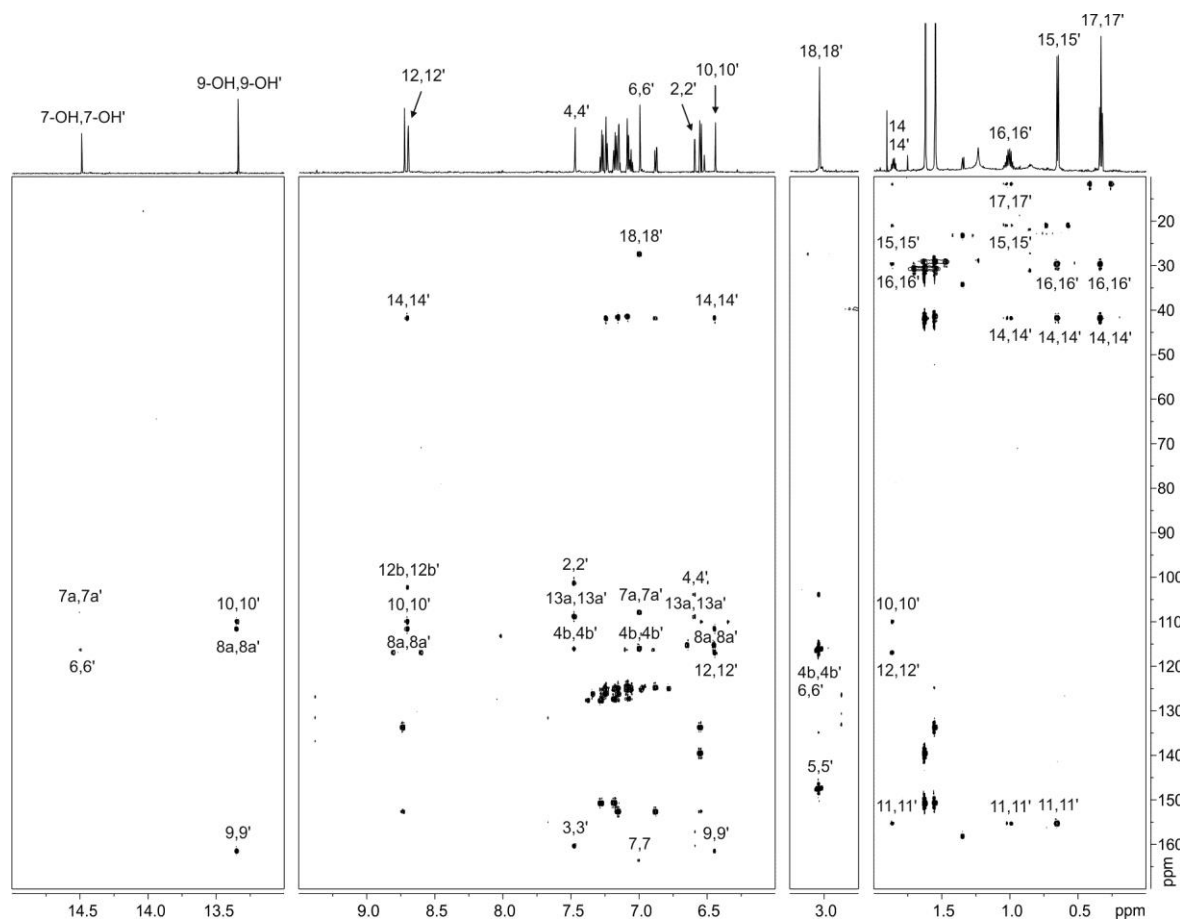 17,17'
18,18'
15,15'
9-OH,9-OH'
10,10'
6,6'
12,12'
2,2'
7-OH,7-OH'
4,4'
14
14'
16,16'
17,17'
18,18'
15,15' 15,15'
16,16' 16,16' 16,16'
14,14' 14,14'
14,14' 14,14' 14,14'
2,2'
12b,12b' 4,4',
7a,7a' 10,10' 10,10' 13a,13a' 7a,7a' 13a,13a' 10,10'
8a,8a' 8a,8a' 4b,4b' 4b,4b' 8a,8a'
6,6' 12,12' 4b,4b' 12,12'
6,6'
5,5'
11,11' 11,11' 11,11'
9,9' 3,3' 7,7 9,9'
20
30
40
50
60
70
80
90
100
110
120
130
140
150
160
ppm
14.5 14.0 13.5 9.0 8.5 8.0 7.5 7.0 6.5 3.0 1.5 1.0 0.5 ppm